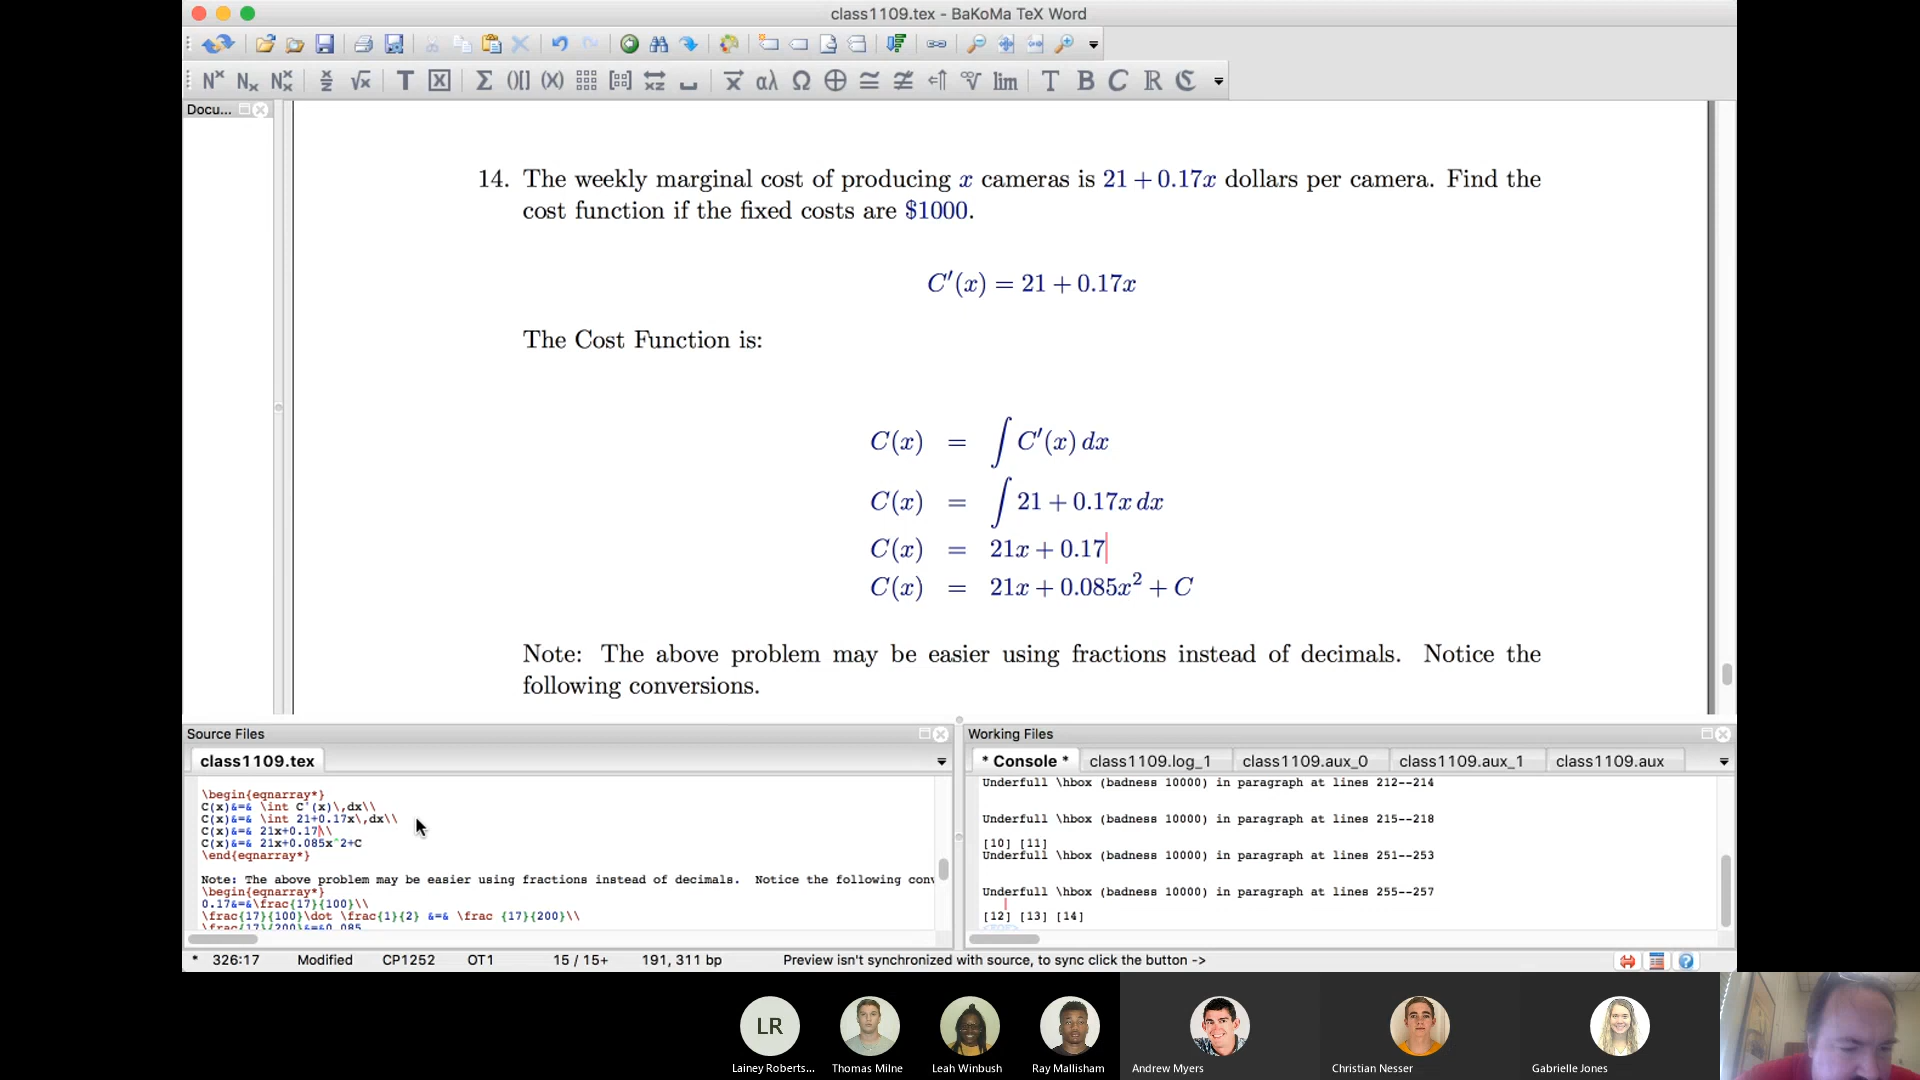 class1109.tex - BaKoMa TeX Word
Docu...
14. The weekly marginal cost of producing x cameras is 21 + 0.17x dollars per camera. Find the
cost function if the fixed costs are $1000.
C′(x) = 21 + 0.17x
The Cost Function is:
C(x) = ∫ C′(x) dx
C(x) = ∫ 21 + 0.17x dx
C(x) = 21x + 0.17
C(x) = 21x + 0.085x² + C
Note: The above problem may be easier using fractions instead of decimals. Notice the
following conversions.
Source Files
class1109.tex
\begin{eqnarray*}
C(x)&=& \int C'(x)\,dx\\
C(x)&=& \int 21+0.17x\,dx\\
C(x)&=& 21x+0.17\\
C(x)&=& 21x+0.085x^2+C
\end{eqnarray*}
Note: The above problem may be easier using fractions instead of decimals.  Notice the following conv
\begin{eqnarray*}
0.17&=&\frac{17}{100}\\
\frac{17}{100}\dot \frac{1}{2} &=& \frac {17}{200}\\
\frac{17}{200}&=&0.085
Working Files
* Console * class1109.log_1 class1109.aux_0 class1109.aux_1 class1109.aux
Underfull \hbox (badness 10000) in paragraph at lines 212--214
Underfull \hbox (badness 10000) in paragraph at lines 215--218
[10] [11]
Underfull \hbox (badness 10000) in paragraph at lines 251--253
Underfull \hbox (badness 10000) in paragraph at lines 255--257
[12] [13] [14]
* 326:17 Modified CP1252 OT1 15 / 15+ 191, 311 bp Preview isn't synchronized with source, to sync click the button ->
LR
Lainey Roberts... Thomas Milne Leah Winbush Ray Mallisham Andrew Myers Christian Nesser Gabrielle Jones